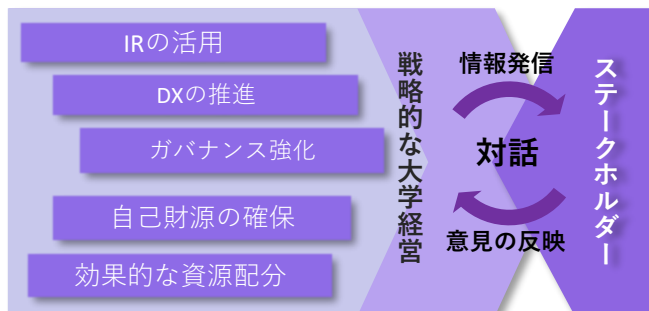 IRの活用
DXの推進
ガバナンス強化
自己財源の確保
効果的な資源配分
戦略的な大学経営
情報発信
対話
意見の反映
ステークホルダー